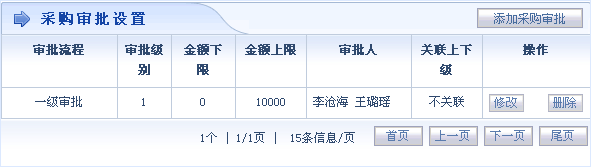 采购审批设置 添加采购审批
审批流程 审批级别 金额下限 金额上限 审批人 关联上下级 操作
一级审批 1 0 10000 李沧海 王璐瑶 不关联 修改 删除
1个 | 1/1页 | 15条信息/页 首页 上一页 下一页 尾页